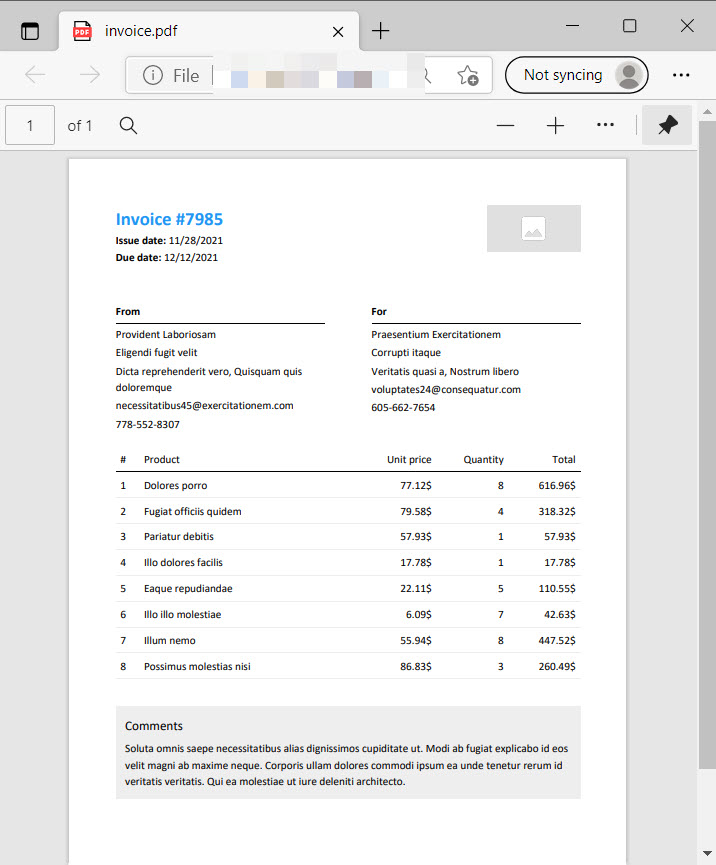 invoice.pdf
File
Not syncing
1 of 1
Invoice #7985
Issue date: 11/28/2021
Due date: 12/12/2021
From
Provident Laboriosam
Eligendi fugit velit
Dicta reprehenderit vero, Quisquam quis
doloremque
necessitatibus45@exercitationem.com
778-552-8307
For
Praesentium Exercitationem
Corrupti itaque
Veritatis quasi a, Nostrum libero
voluptates24@consequatur.com
605-662-7654
# Product Unit price Quantity Total
1 Dolores porro 77.12$ 8 616.96$
2 Fugiat officiis quidem 79.58$ 4 318.32$
3 Pariatur debitis 57.93$ 1 57.93$
4 Illo dolores facilis 17.78$ 1 17.78$
5 Eaque repudiandae 22.11$ 5 110.55$
6 Illo illo molestiae 6.09$ 7 42.63$
7 Illum nemo 55.94$ 8 447.52$
8 Possimus molestias nisi 86.83$ 3 260.49$
Comments
Soluta omnis saepe necessitatibus alias dignissimos cupiditate ut. Modi ab fugiat explicabo id eos
velit magni ab maxime neque. Corporis ullam dolores commodi ipsum ea unde tenetur rerum id
veritatis veritatis. Qui ea molestiae ut iure deleniti architecto.